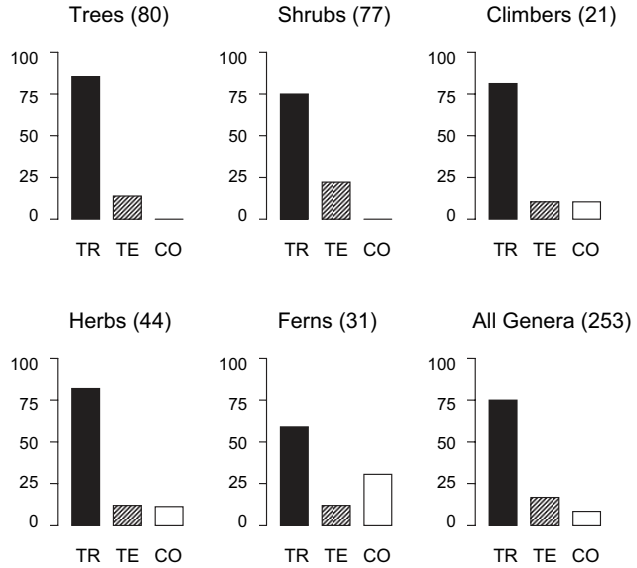 Trees (80)
100
75
50
25
0
TR TE CO
Shrubs (77)
100
75
50
25
0
TR TE CO
Climbers (21)
100
75
50
25
0
TR TE CO
Herbs (44)
100
75
50
25
0
TR TE CO
Ferns (31)
100
75
50
25
0
TR TE CO
All Genera (253)
100
75
50
25
0
TR TE CO